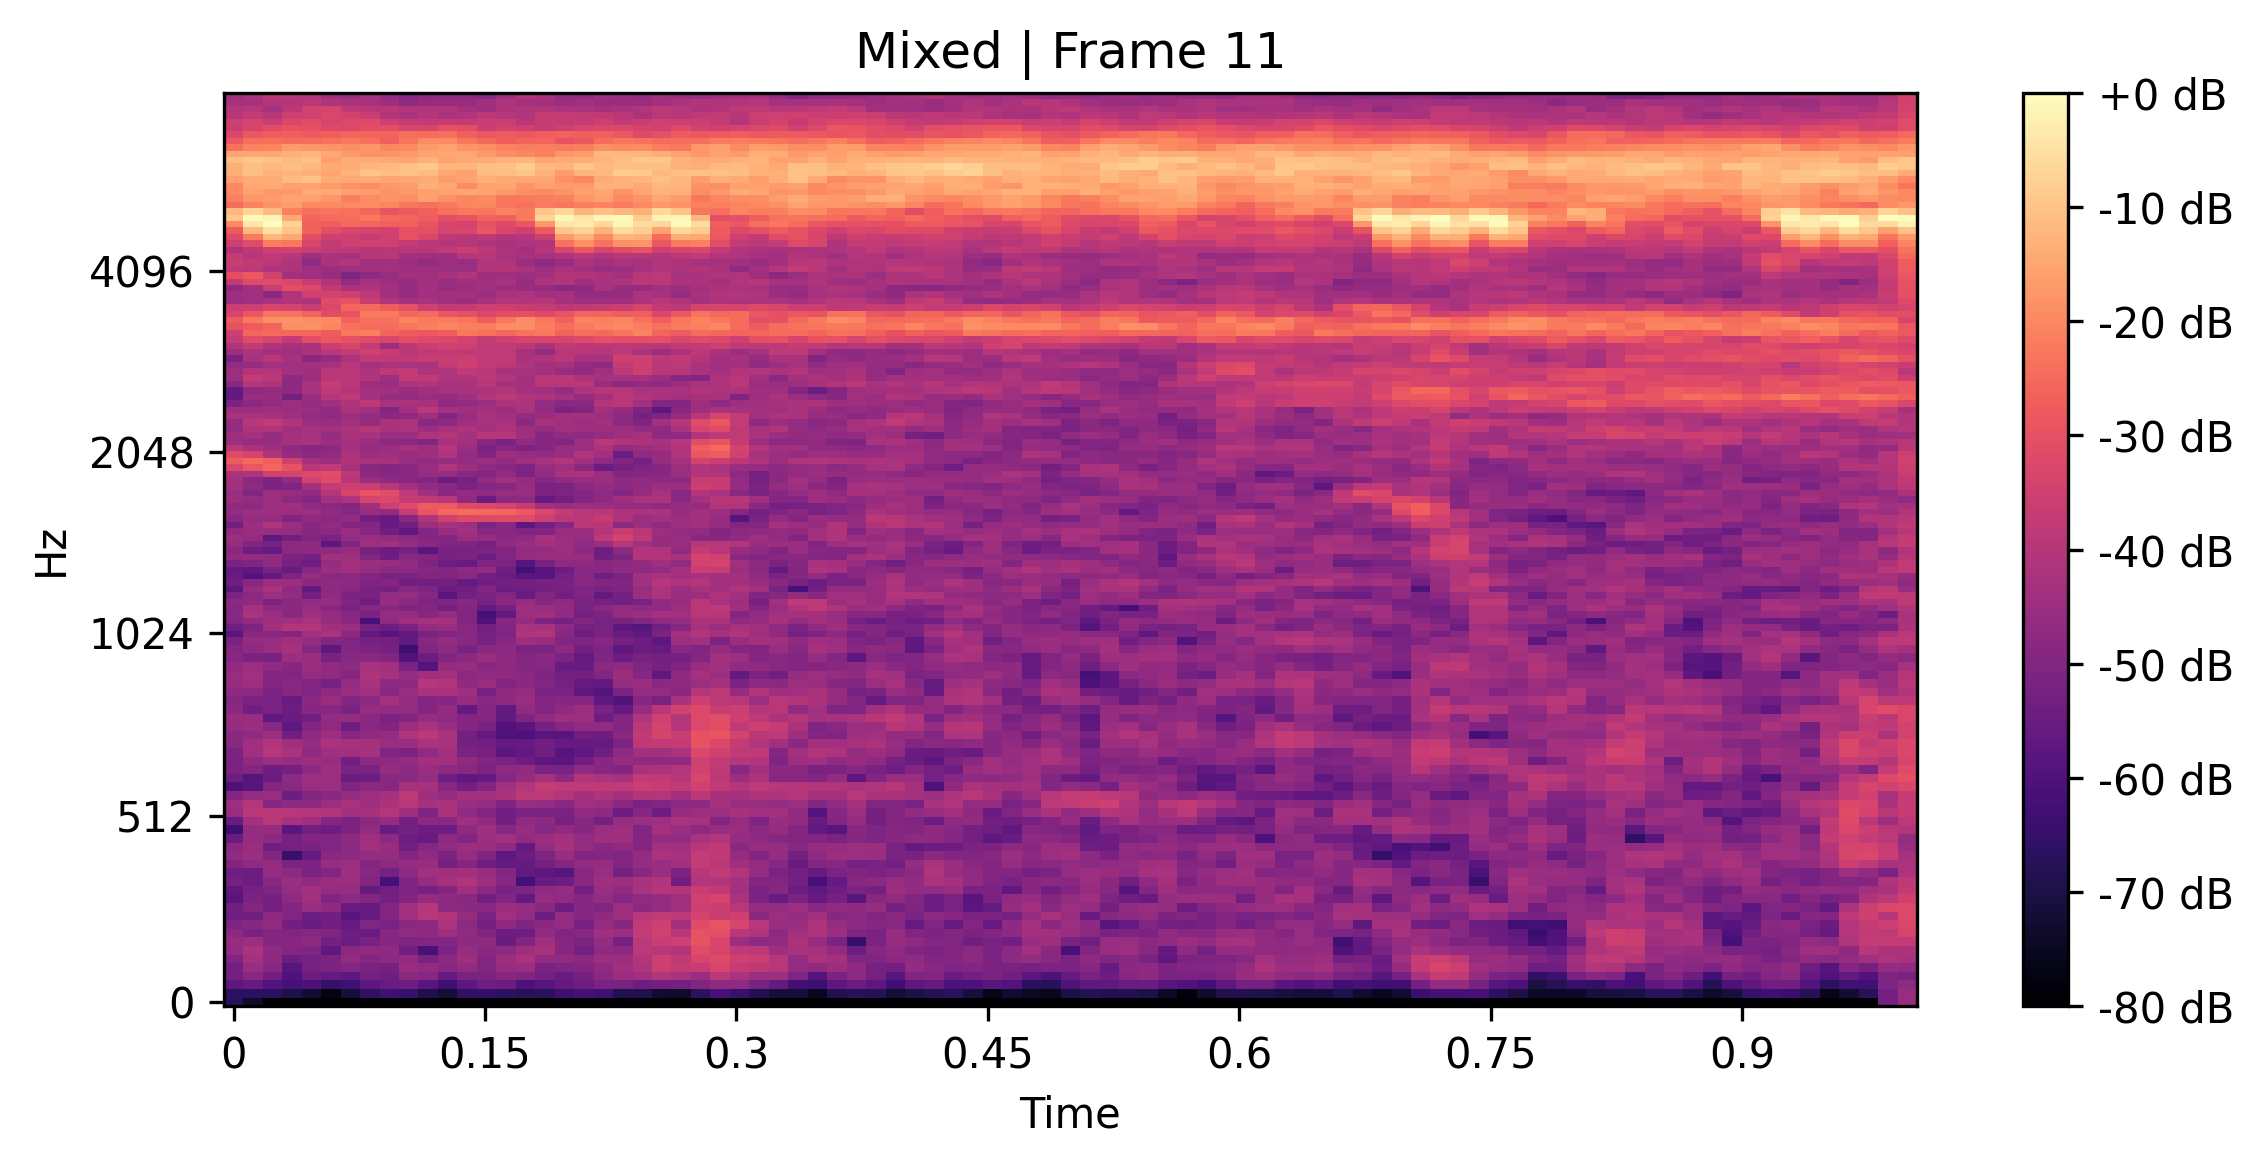 Mixed | Frame 11
+0 dB
-10 dB
-20 dB
-30 dB
-40 dB
-50 dB
-60 dB
-70 dB
-80 dB
Hz
4096
2048
1024
512
0
0 0.15 0.3 0.45 0.6 0.75 0.9
Time